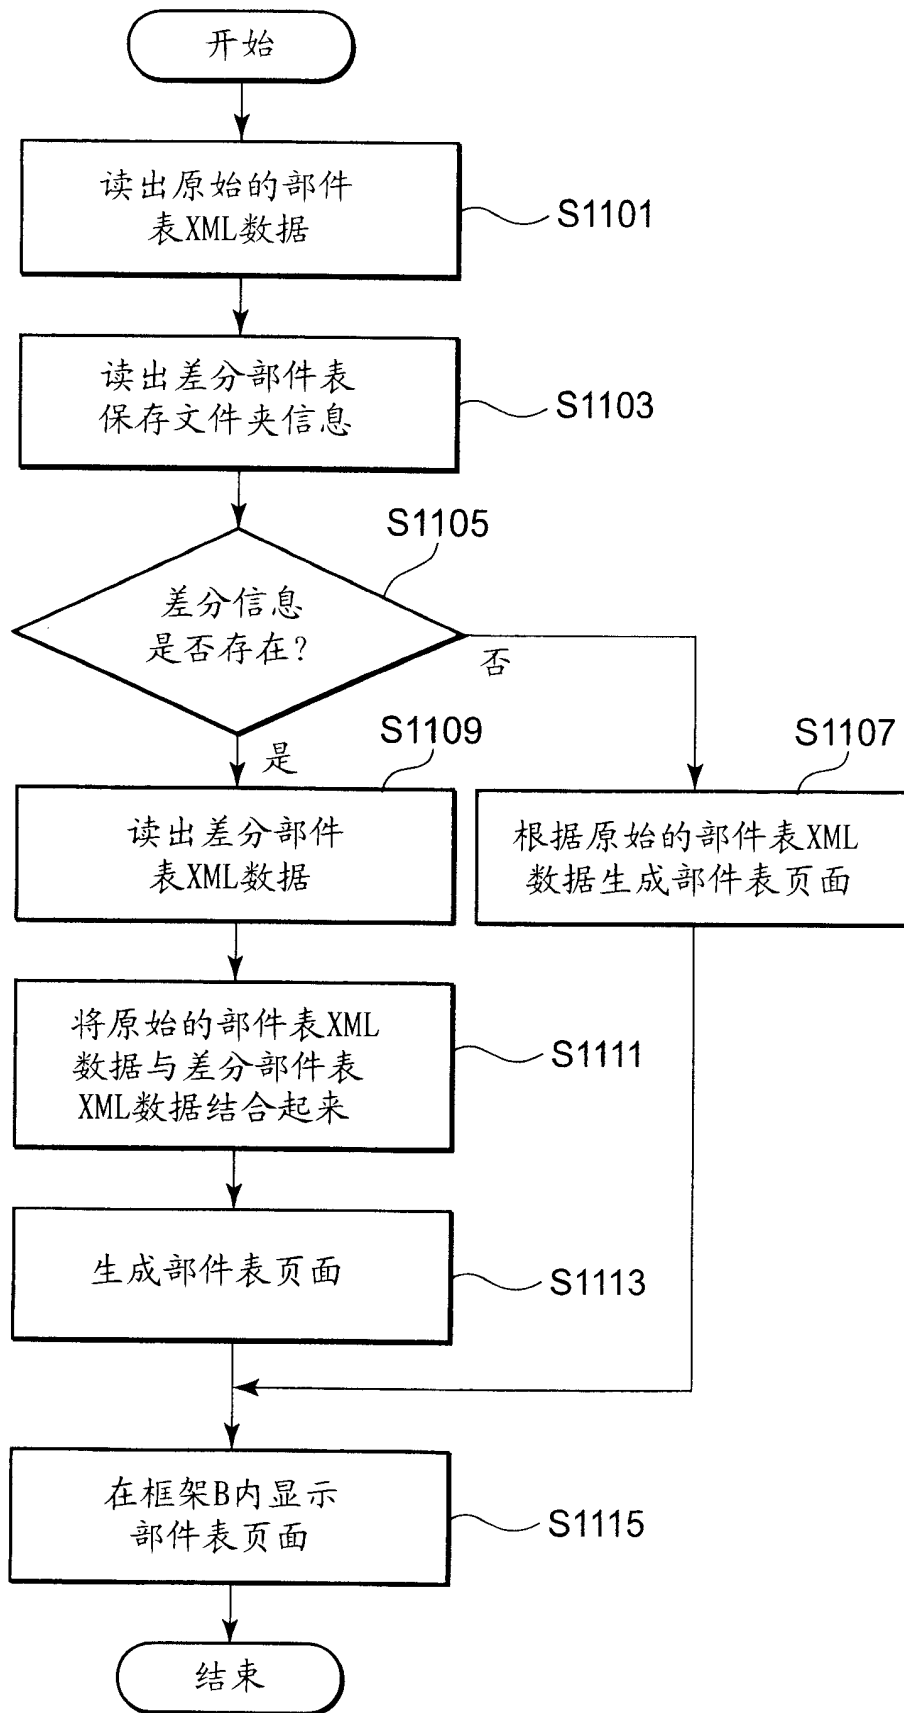 开始
读出原始的部件
表XML数据
S1101
读出差分部件表
保存文件夹信息
S1103
S1105
差分信息
是否存在?
否
是
S1109
S1107
读出差分部件
表XML数据
根据原始的部件表XML
数据生成部件表页面
将原始的部件表XML
数据与差分部件表
XML数据结合起来
S1111
生成部件表页面
S1113
在框架B内显示
部件表页面
S1115
结束